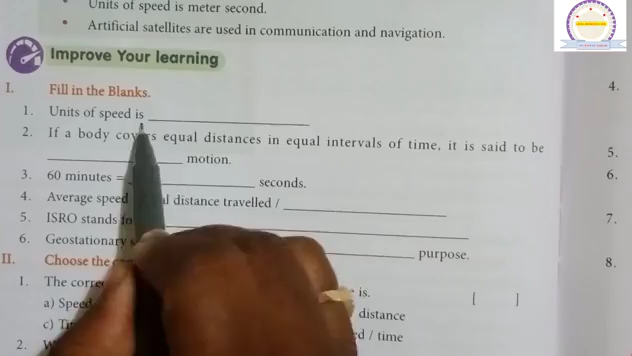 Units of speed is meter second.
• Artificial satellites are used in communication and navigation.
Improve Your learning
I. Fill in the Blanks.
1. Units of speed is
2. If a body covers equal distances in equal intervals of time, it is said to be
motion.
3. 60 minutes = seconds.
4. Average speed distance travelled /
5. ISRO stands
6. Geostationary purpose.
II. Choose the
1. The is. [ ]
a) Speed distance
c) / time
2.
4.
5.
6.
7.
8.